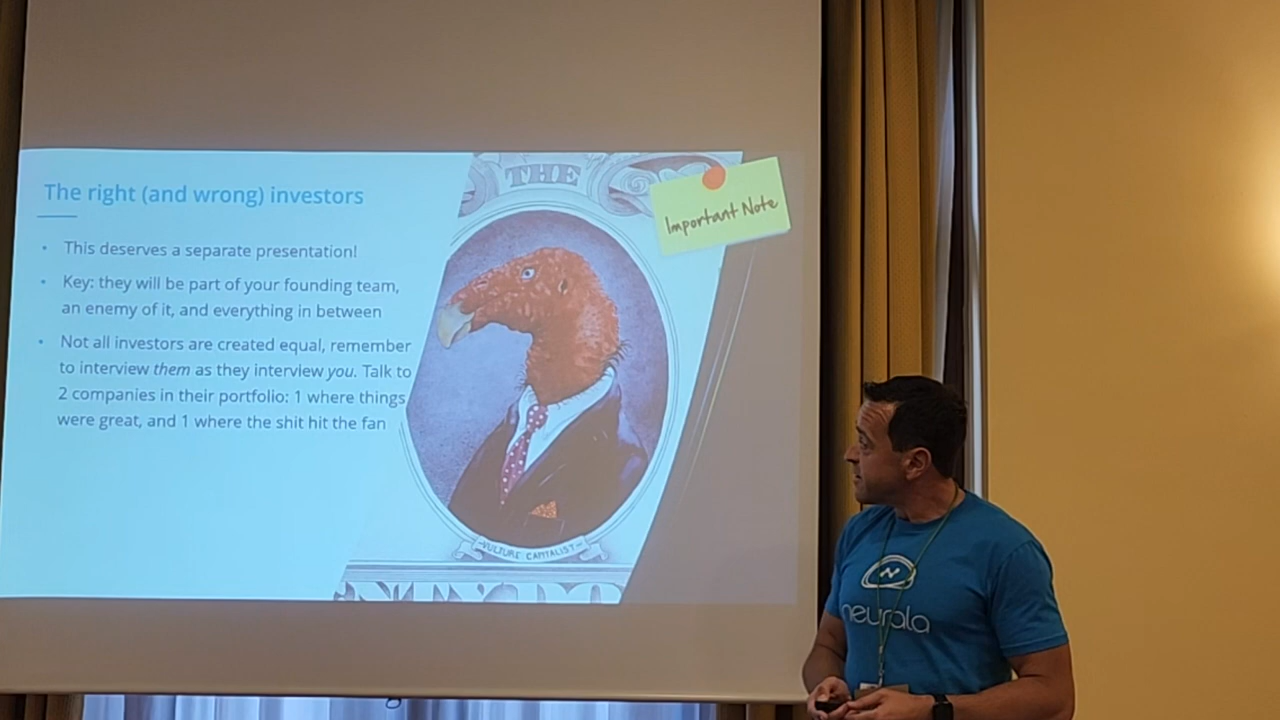 The right (and wrong) investors
This deserves a separate presentation!
Key: they will be part of your founding team,
an enemy of it, and everything in between
Not all investors are created equal, remember
to interview them as they interview you. Talk to
2 companies in their portfolio: 1 where things
were great, and 1 where the shit hit the fan
THE
Important Note
VULTURE CAPITALIST
NTY DO
neurala